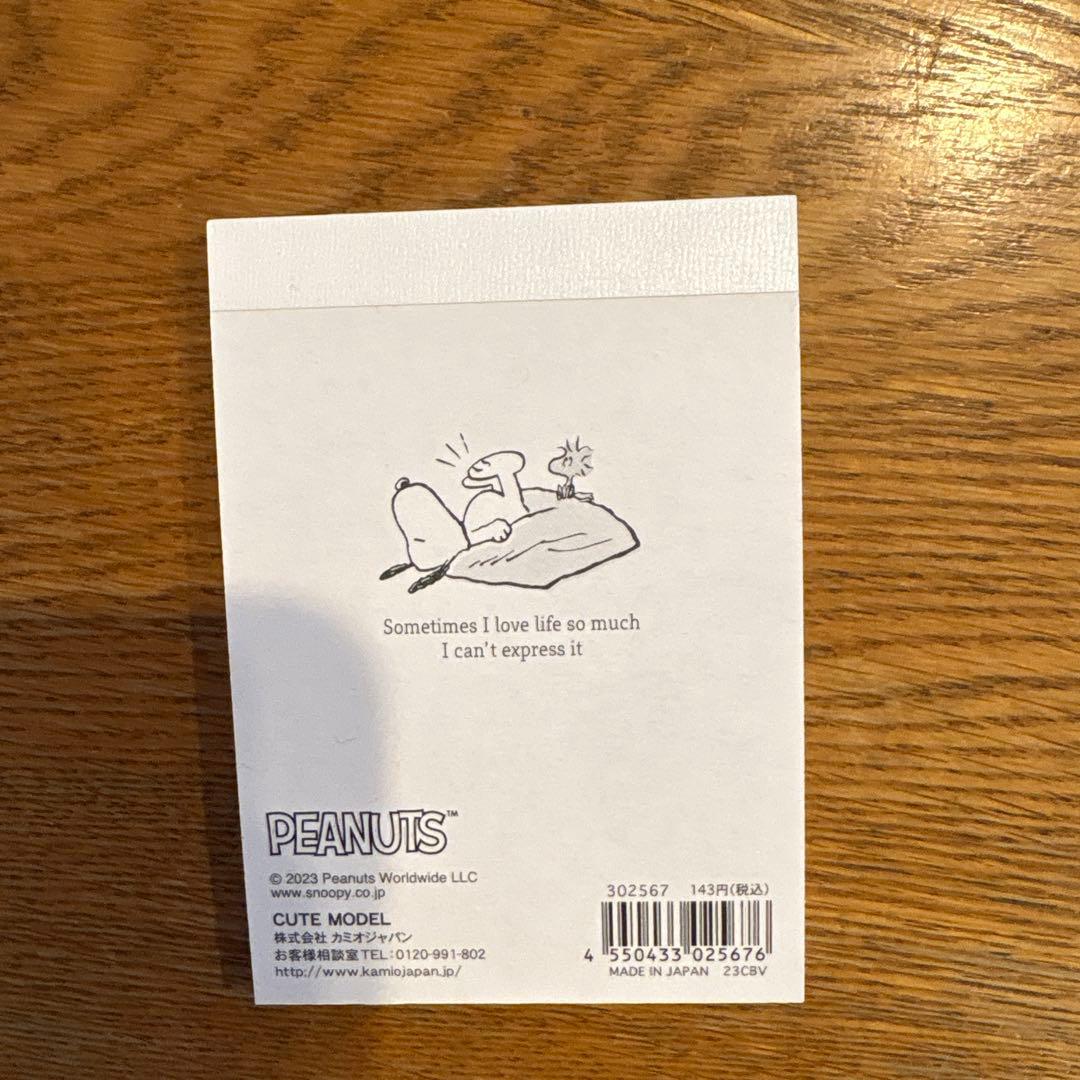 Sometimes I love life so much
I can't express it
PEANUTS™
© 2023 Peanuts Worldwide LLC
www.snoopy.co.jp
CUTE MODEL
株式会社 カミオジャパン
お客様相談室TEL:0120-991-802
http://www.kamiojapan.jp/
302567 143円(税込)
4 550433 025676
MADE IN JAPAN 23CBV